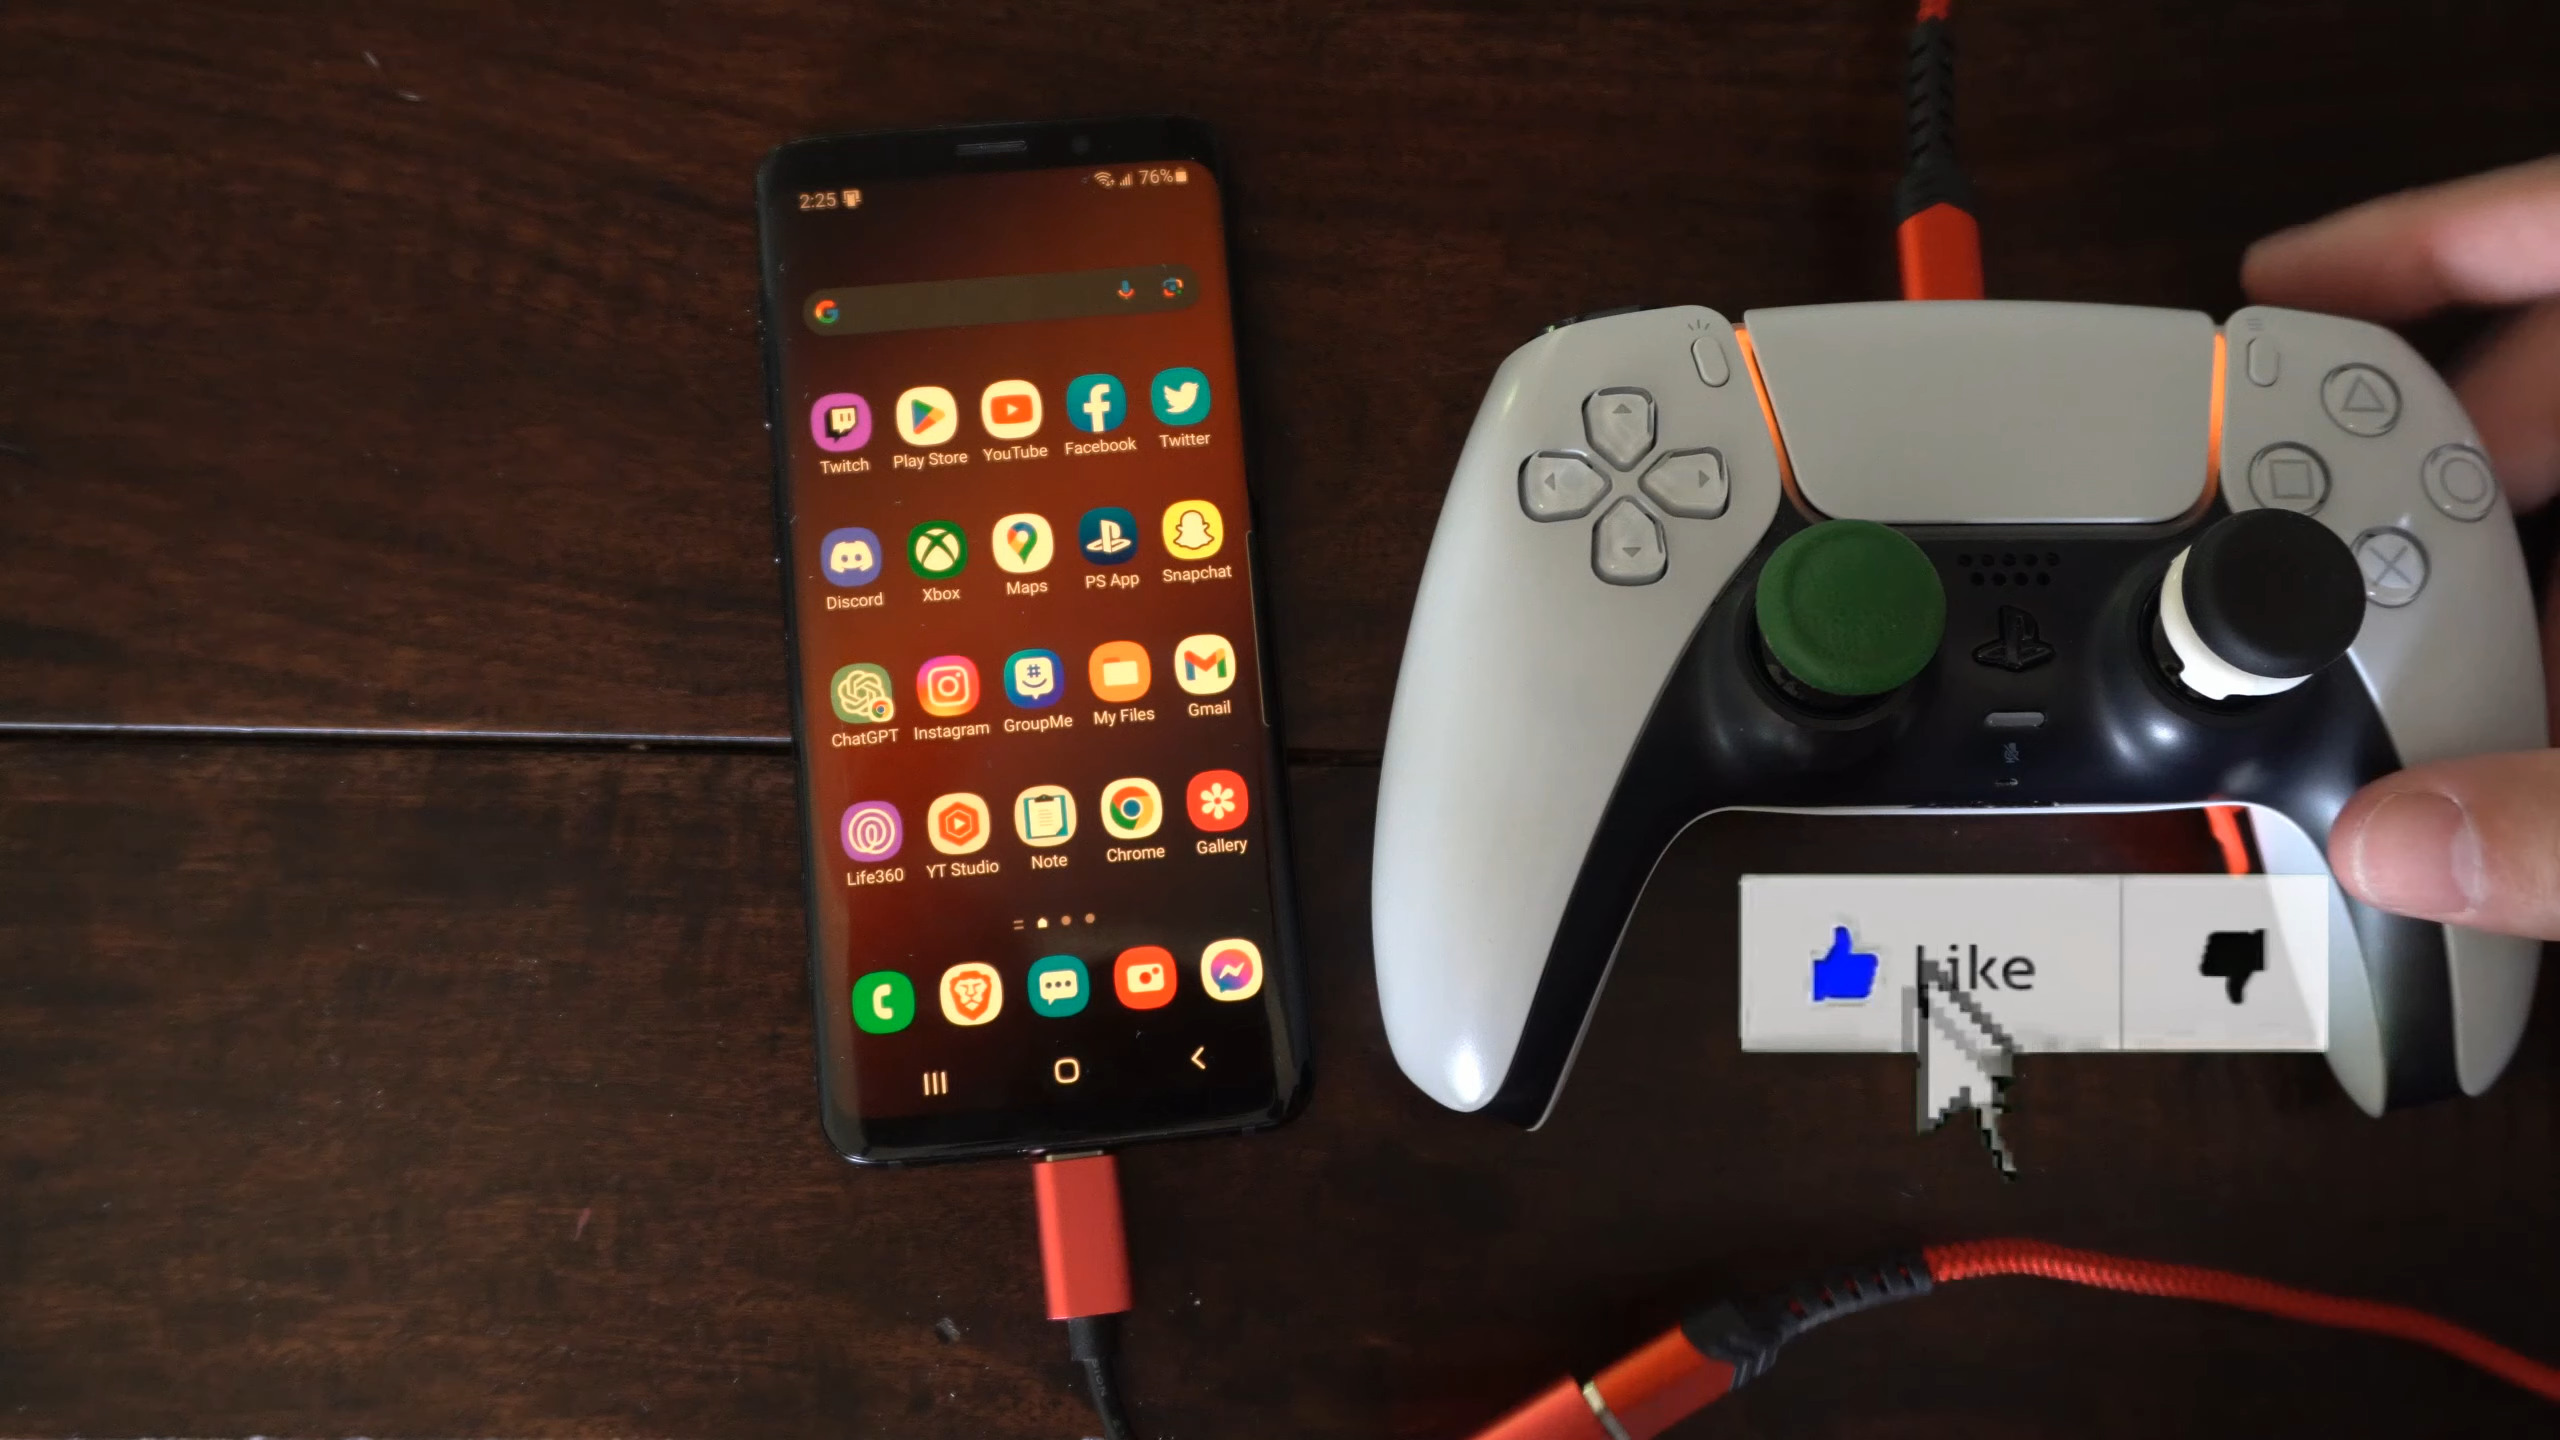 2:25
76%
Twitch
Play Store
YouTube
Facebook
Twitter
Discord
Xbox
Maps
PS App
Snapchat
ChatGPT
Instagram
GroupMe
My Files
Gmail
Life360
YT Studio
Note
Chrome
Gallery
Like